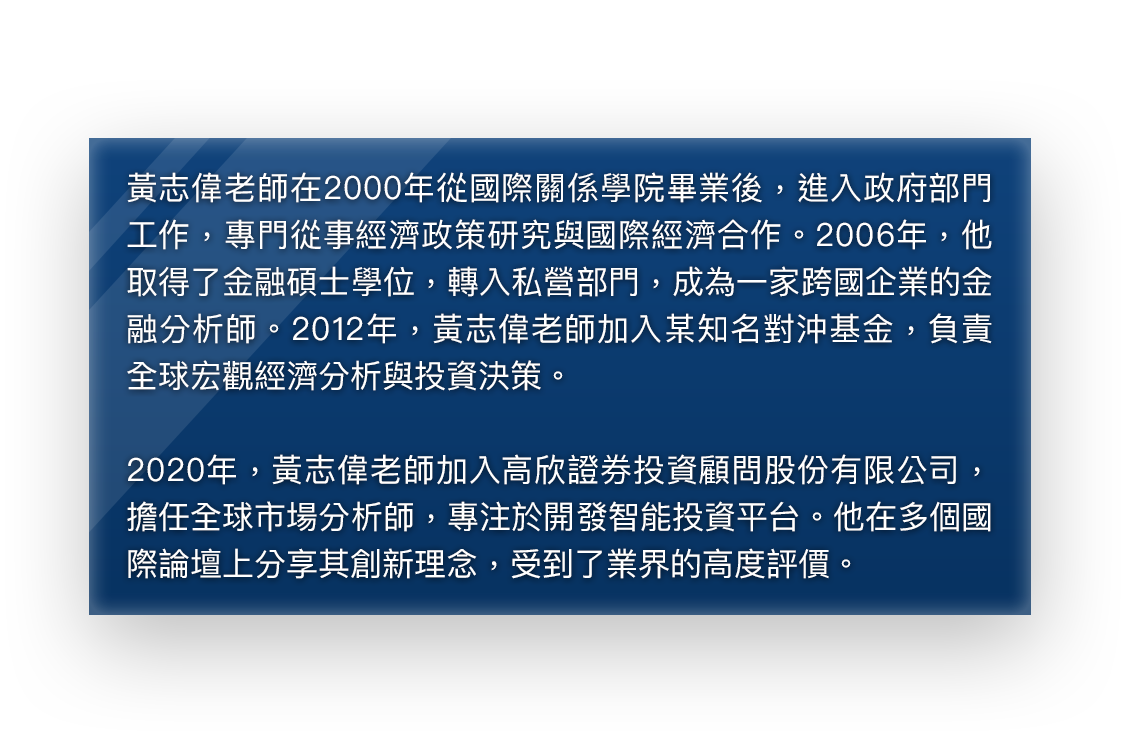 黃志偉老師在2000年從國際關係學院畢業後，進入政府部門
工作，專門從事經濟政策研究與國際經濟合作。2006年，他
取得了金融碩士學位，轉入私營部門，成為一家跨國企業的金
融分析師。2012年，黃志偉老師加入某知名對沖基金，負責
全球宏觀經濟分析與投資決策。
2020年，黃志偉老師加入高欣證券投資顧問股份有限公司，
擔任全球市場分析師，專注於開發智能投資平台。他在多個國
際論壇上分享其創新理念，受到了業界的高度評價。